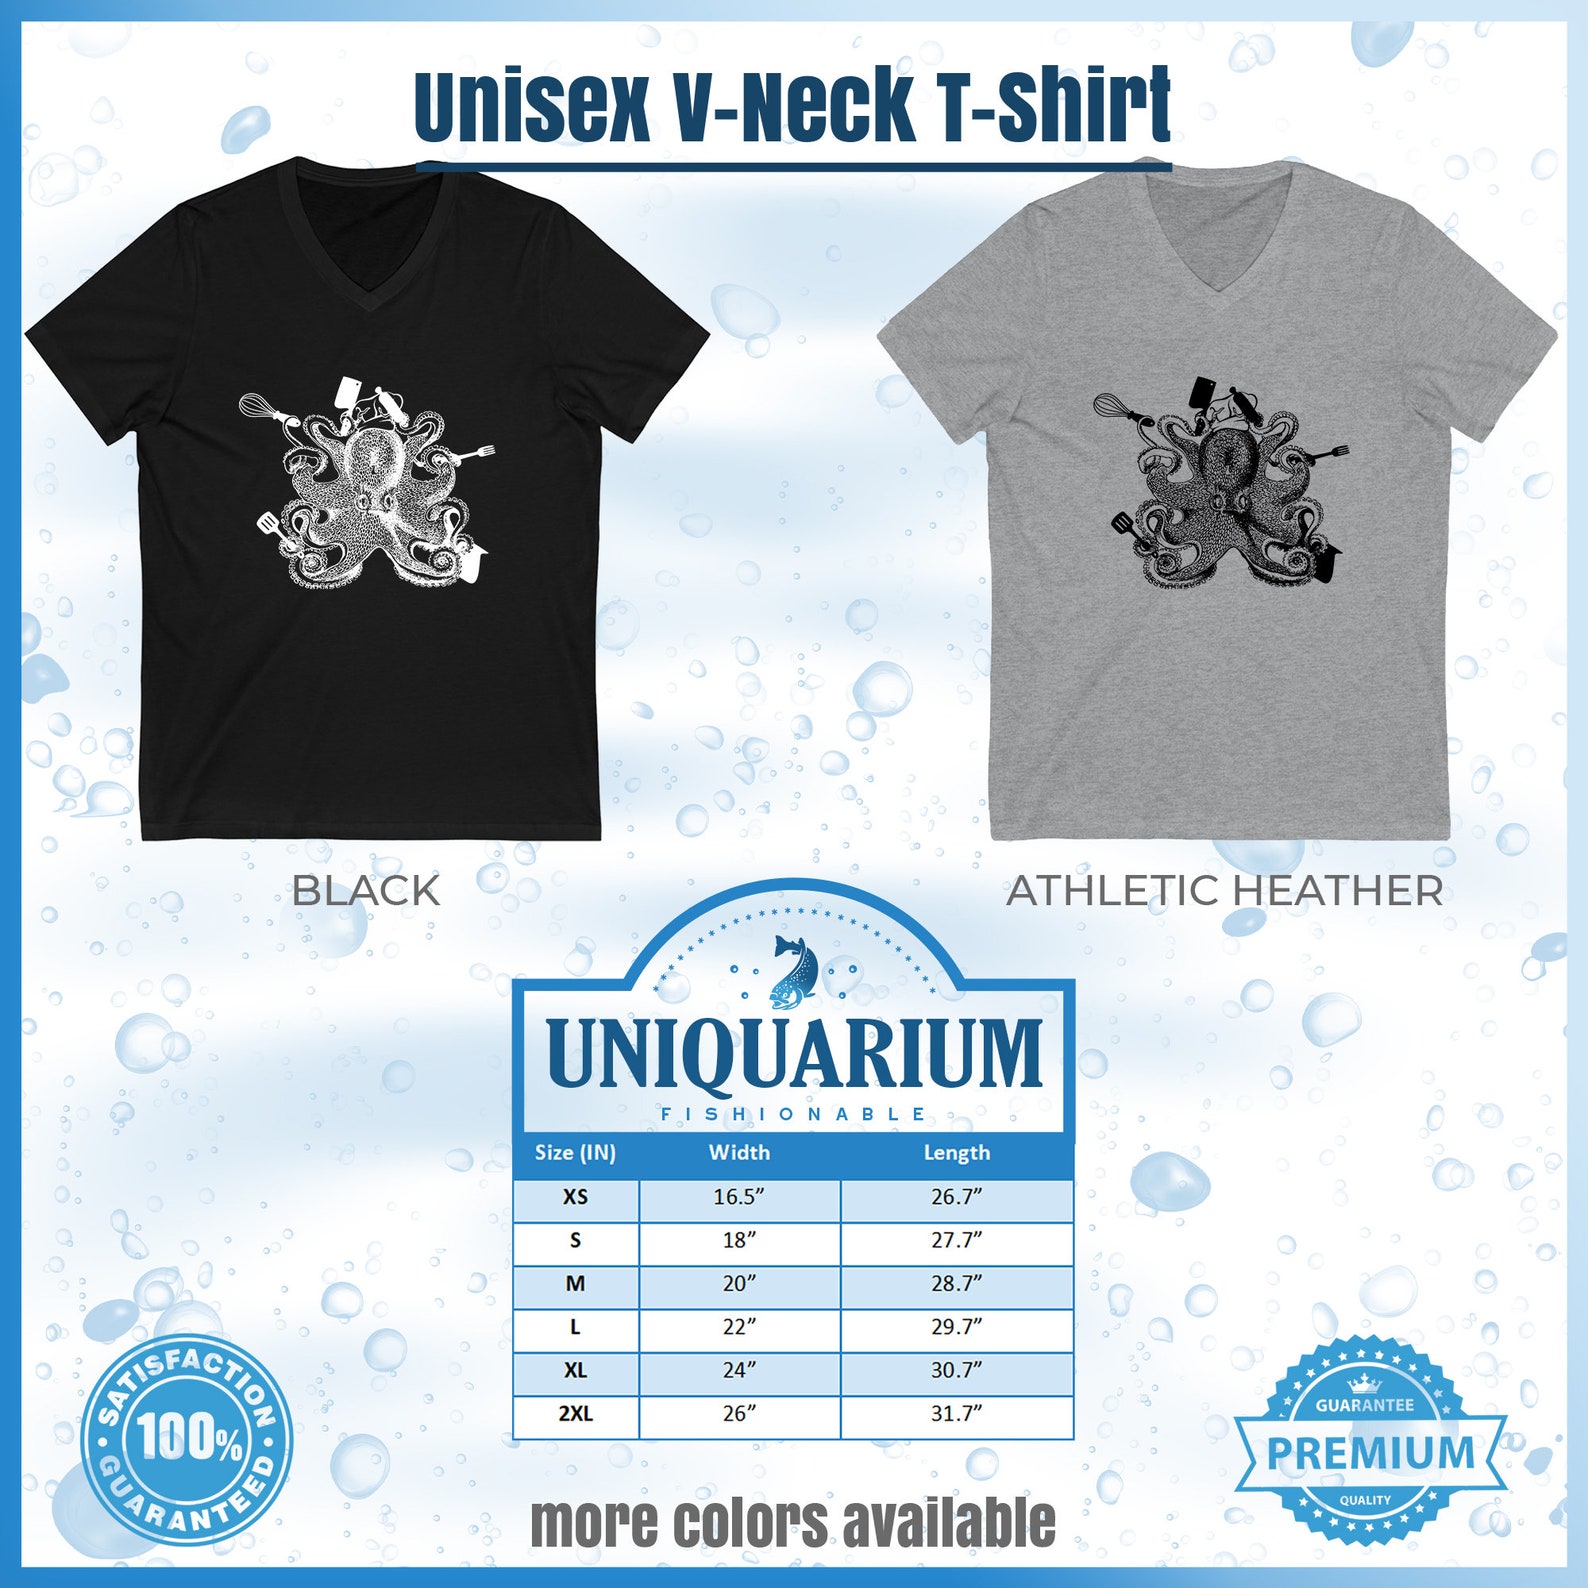 Unisex V-Neck T-Shirt
BLACK
ATHLETIC HEATHER
UNIQUARIUM
FISHIONABLE
Size (IN) Width Length
XS 16.5” 26.7”
S 18” 27.7”
M 20” 28.7”
L 22” 29.7”
XL 24” 30.7”
2XL 26” 31.7”
SATISFACTION
100%
GUARANTEED
GUARANTEE
PREMIUM
QUALITY
more colors available